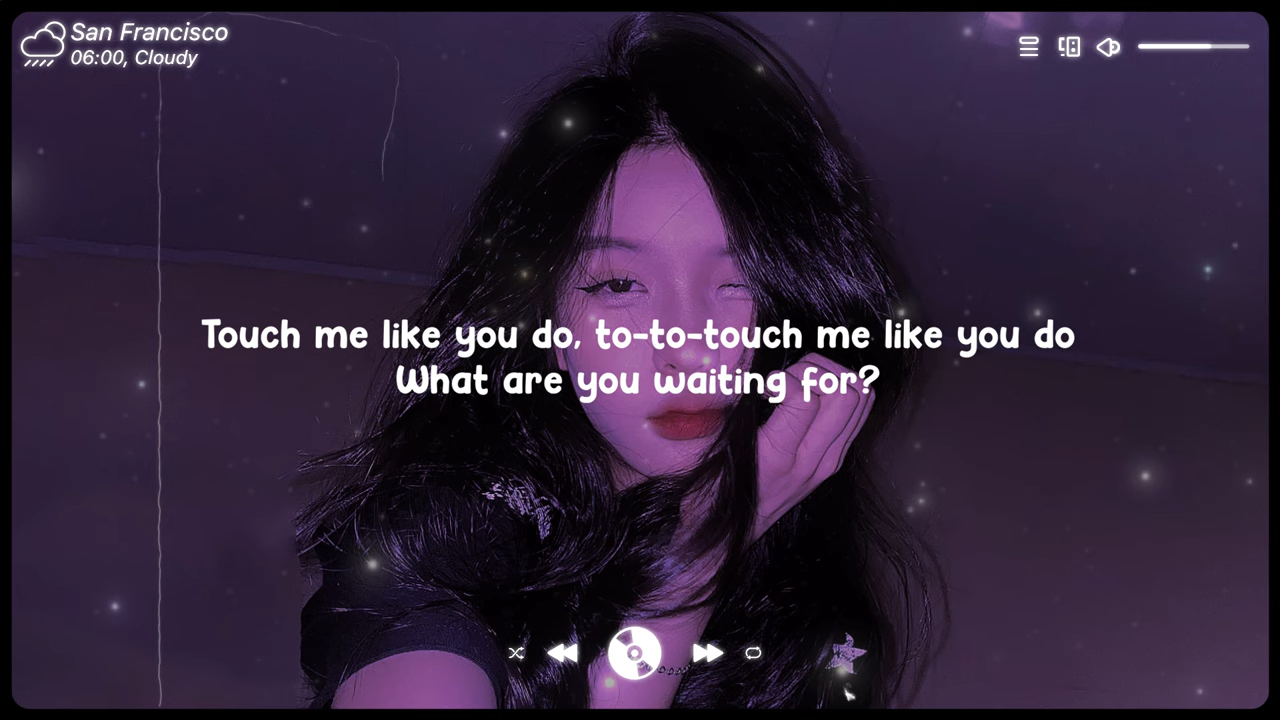 San Francisco
06:00, Cloudy
Touch me like you do, to-to-touch me like you do
What are you waiting for?